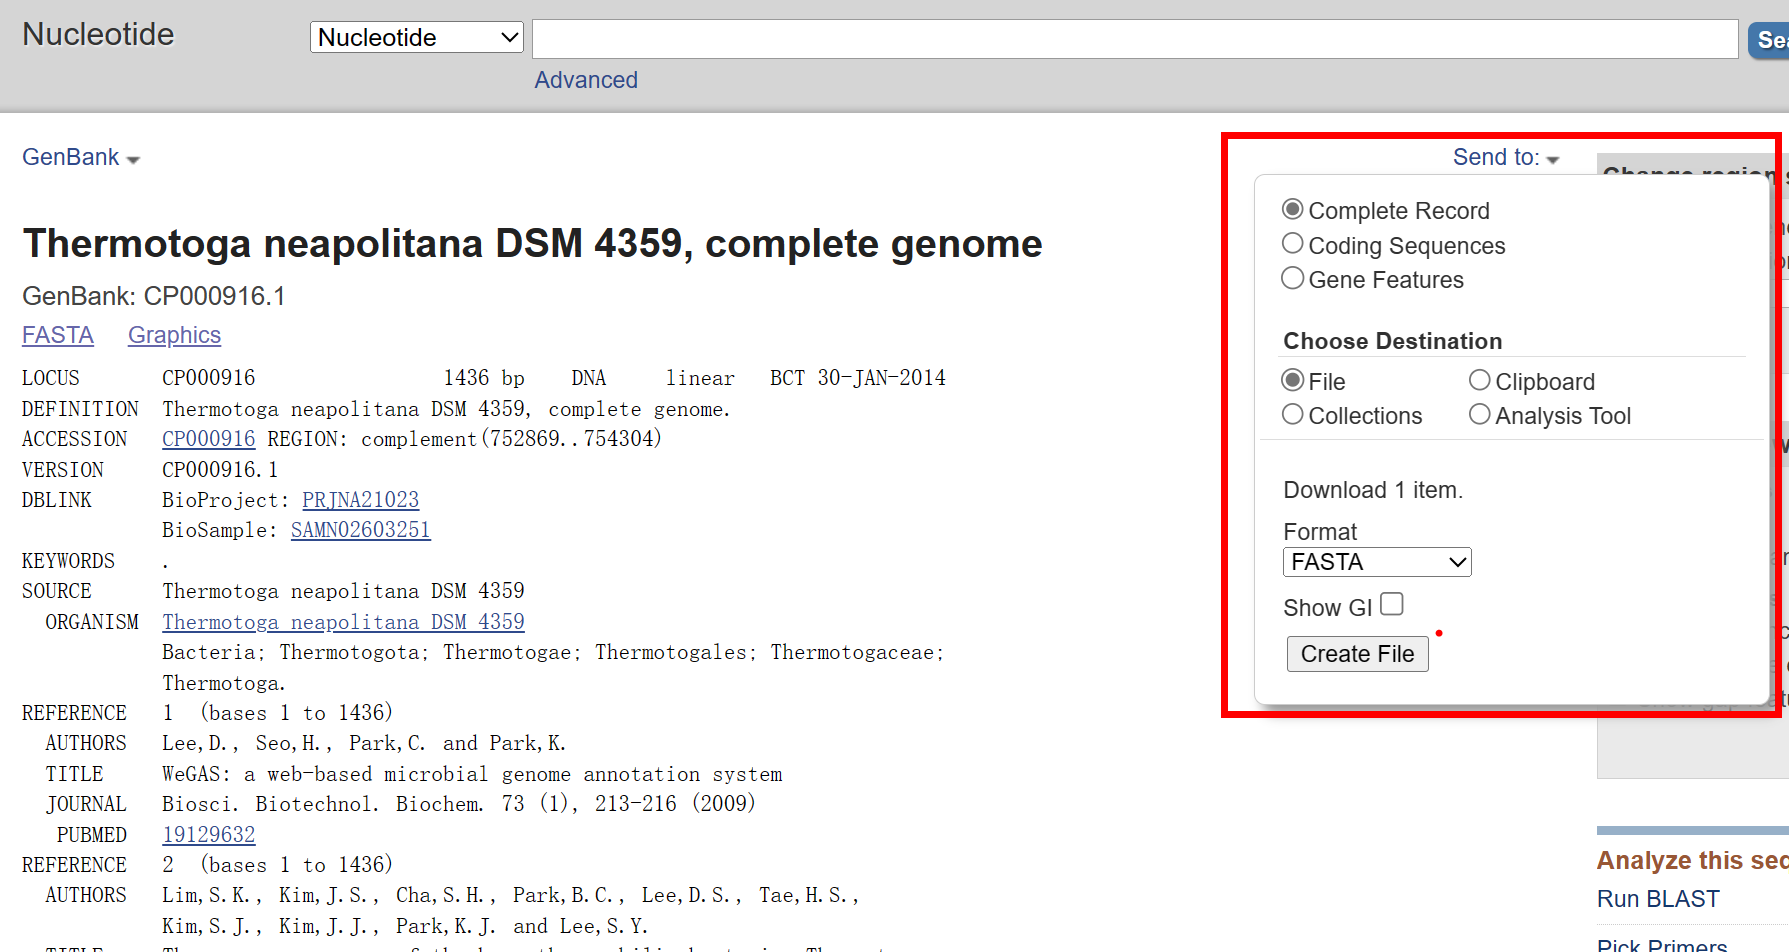 Nucleotide
Nucleotide
Advanced
GenBank
Send to:
Complete Record
Coding Sequences
Gene Features
Choose Destination
File Clipboard
Collections Analysis Tool
Download 1 item.
Format
FASTA
Show GI
Create File
Thermotoga neapolitana DSM 4359, complete genome
GenBank: CP000916.1
FASTA Graphics
LOCUS CP000916 1436 bp DNA linear BCT 30-JAN-2014
DEFINITION Thermotoga neapolitana DSM 4359, complete genome.
ACCESSION CP000916 REGION: complement(752869..754304)
VERSION CP000916.1
DBLINK BioProject: PRJNA21023
BioSample: SAMN02603251
KEYWORDS .
SOURCE Thermotoga neapolitana DSM 4359
ORGANISM Thermotoga neapolitana DSM 4359
Bacteria; Thermotogota; Thermotogae; Thermotogales; Thermotogaceae;
Thermotoga.
REFERENCE 1 (bases 1 to 1436)
AUTHORS Lee,D., Seo,H., Park,C. and Park,K.
TITLE WeGAS: a web-based microbial genome annotation system
JOURNAL Biosci. Biotechnol. Biochem. 73 (1), 213-216 (2009)
PUBMED 19129632
REFERENCE 2 (bases 1 to 1436)
AUTHORS Lim,S.K., Kim,J.S., Cha,S.H., Park,B.C., Lee,D.S., Tae,H.S.,
Kim,S.J., Kim,J.J., Park,K.J. and Lee,S.Y.
Analyze this
Run BLAST
Pick Primers